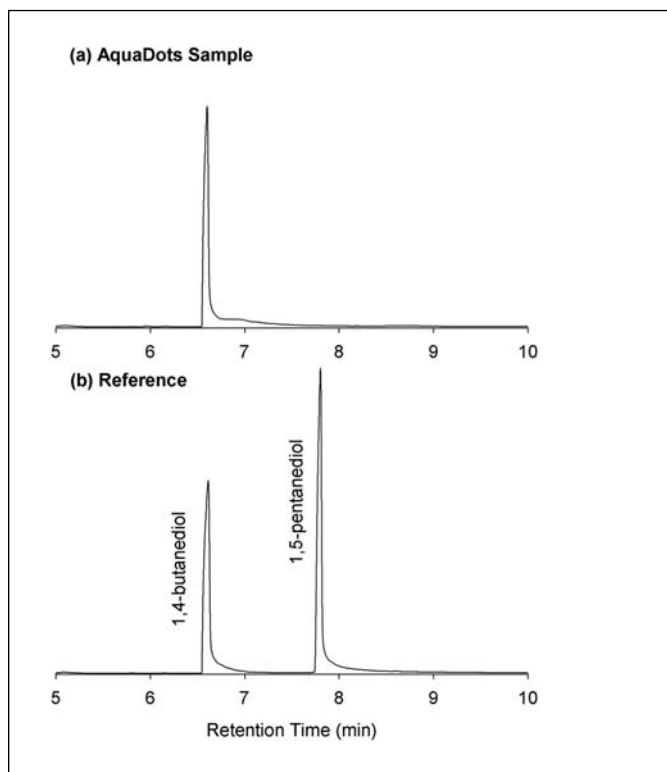 (a) AquaDots Sample
5 6 7 8 9 10
(b) Reference
1,4-butanediol
1,5-pentanediol
5 6 7 8 9 10
Retention Time (min)